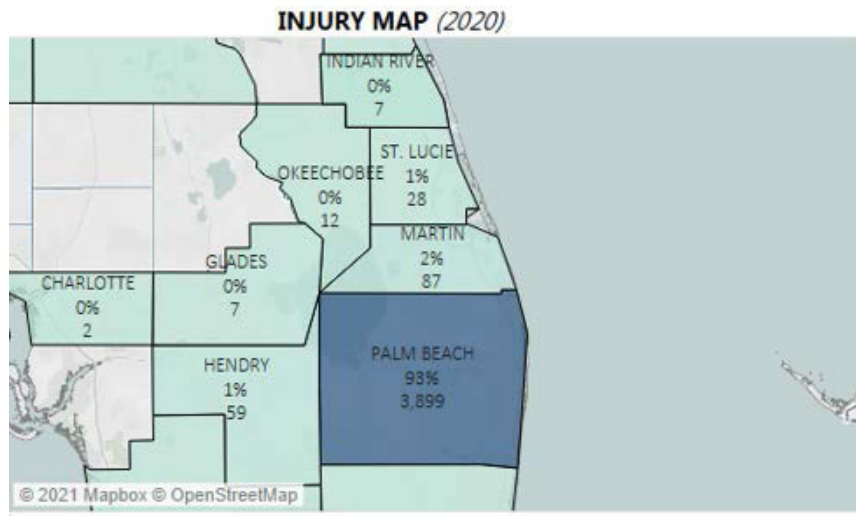 INJURY MAP (2020)
INDIAN RIVER
0%
7
ST. LUCIE
1%
28
OKEECHOBEE
0%
12
MARTIN
2%
87
GLADES
0%
7
CHARLOTTE
0%
2
PALM BEACH
93%
3,899
HENDRY
1%
59
© 2021 Mapbox © OpenStreetMap